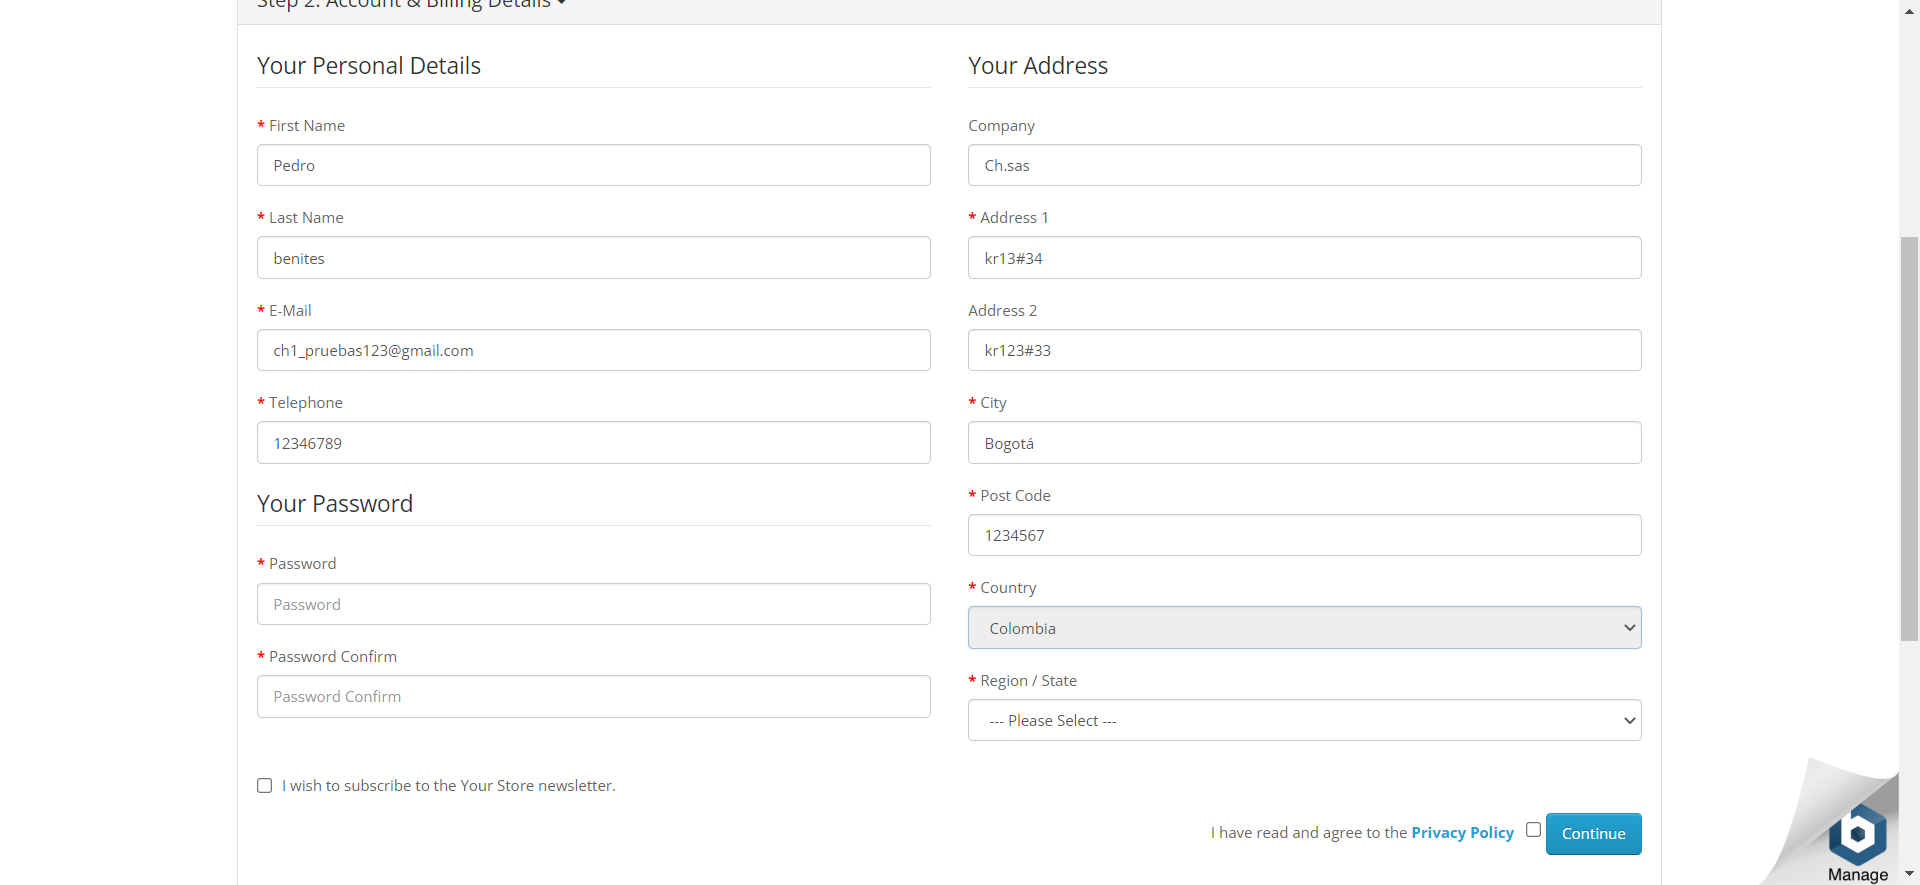 Step 2: Account & Billing Details
Your Personal Details
* First Name
Pedro
* Last Name
benites
* E-Mail
ch1_pruebas123@gmail.com
* Telephone
12346789
Your Password
* Password
Password
* Password Confirm
Password Confirm
I wish to subscribe to the Your Store newsletter.
Your Address
Company
Ch.sas
* Address 1
kr13#34
Address 2
kr123#33
* City
Bogotá
* Post Code
1234567
* Country
Colombia
* Region / State
--- Please Select ---
I have read and agree to the Privacy Policy
Continue
b
Manage